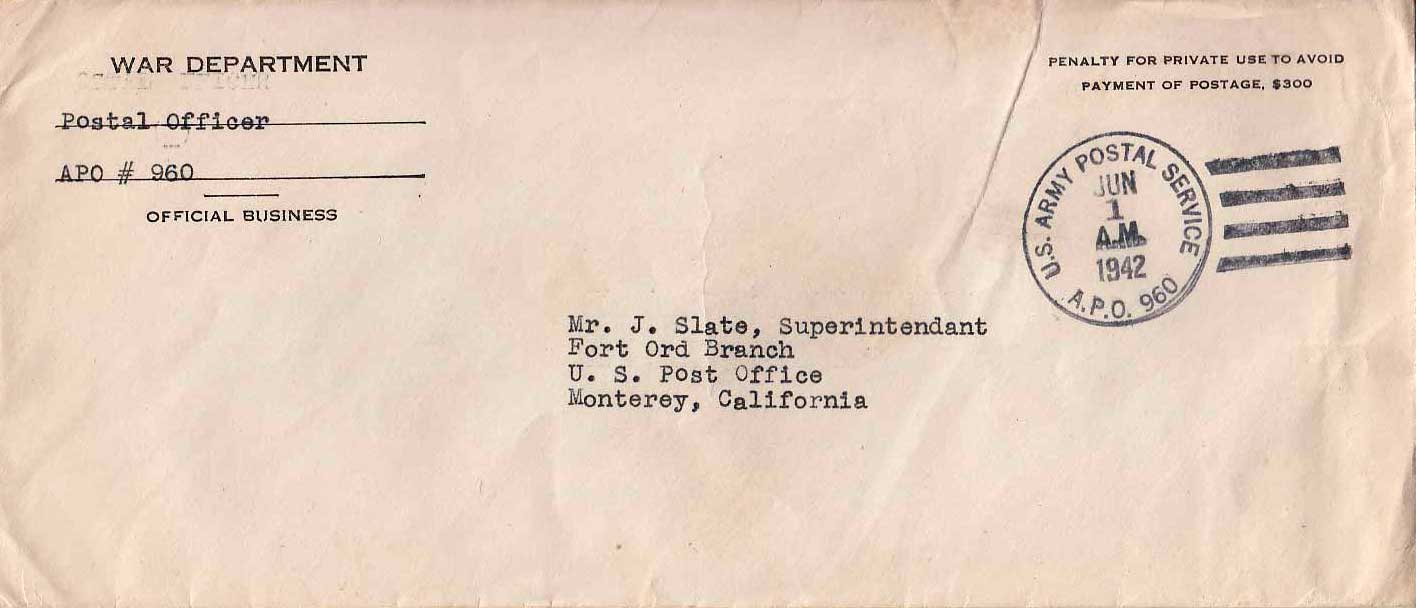 WAR DEPARTMENT
Postal Officer
APO # 960
OFFICIAL BUSINESS
PENALTY FOR PRIVATE USE TO AVOID
PAYMENT OF POSTAGE, $300
U.S. ARMY POSTAL SERVICE
JUN
1
A.M.
1942
A.P.O. 960
Mr. J. Slate, Superintendant
Fort Ord Branch
U. S. Post Office
Monterey, California